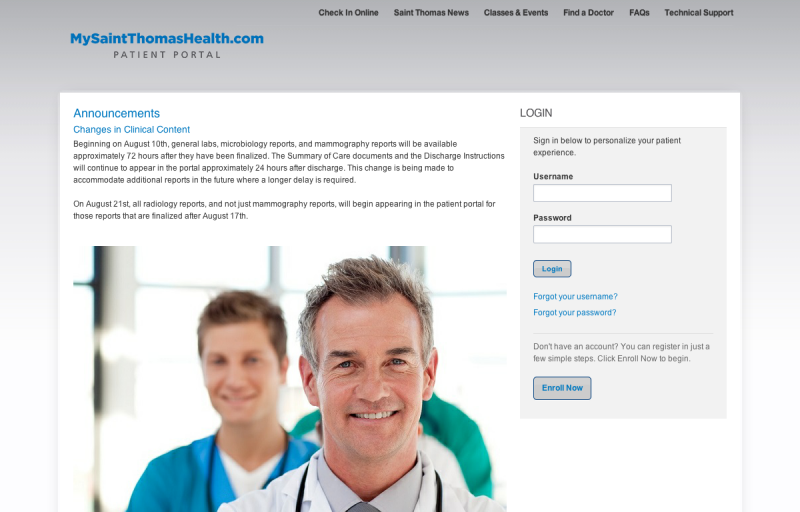 Check In Online Saint Thomas News Classes & Events Find a Doctor FAQs Technical Support
MySaintThomasHealth.com
PATIENT PORTAL
Announcements
Changes in Clinical Content
Beginning on August 10th, general labs, microbiology reports, and mammography reports will be available
approximately 72 hours after they have been finalized. The Summary of Care documents and the Discharge Instructions
will continue to appear in the portal approximately 24 hours after discharge. This change is being made to
accommodate additional reports in the future where a longer delay is required.
On August 21st, all radiology reports, and not just mammography reports, will begin appearing in the patient portal for
those reports that are finalized after August 17th.
LOGIN
Sign in below to personalize your patient
experience.
Username
Password
Login
Forgot your username?
Forgot your password?
Don't have an account? You can register in just a
few simple steps. Click Enroll Now to begin.
Enroll Now